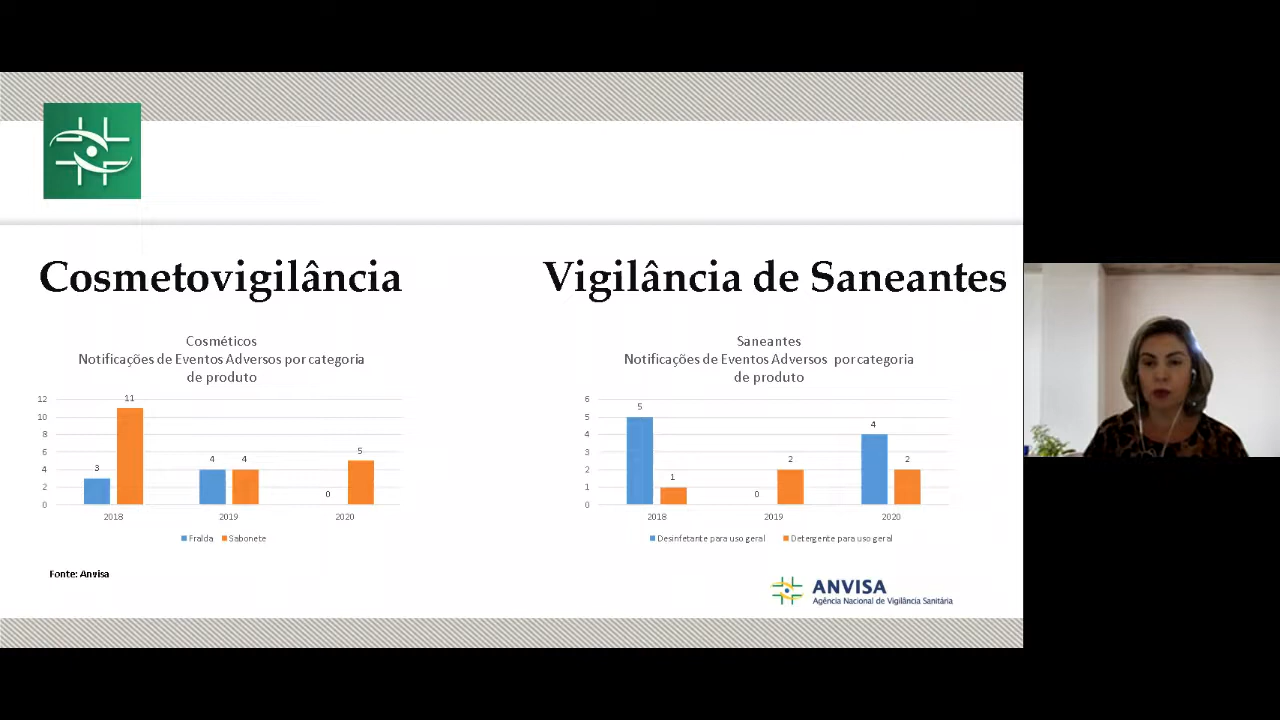 Cosmetovigilância
Cosméticos
Notificações de Eventos Adversos por categoria
de produto
12
10
8
6
4
2
0
3
11
4
4
0
5
2018
2019
2020
Fralda
Sabonete
Fonte: Anvisa
Vigilância de Saneantes
Saneantes
Notificações de Eventos Adversos por categoria
de produto
6
5
4
3
2
1
0
5
1
0
2
4
2
2018
2019
2020
Desinfetante para uso geral
Detergente para uso geral
ANVISA
Agência Nacional de Vigilância Sanitária